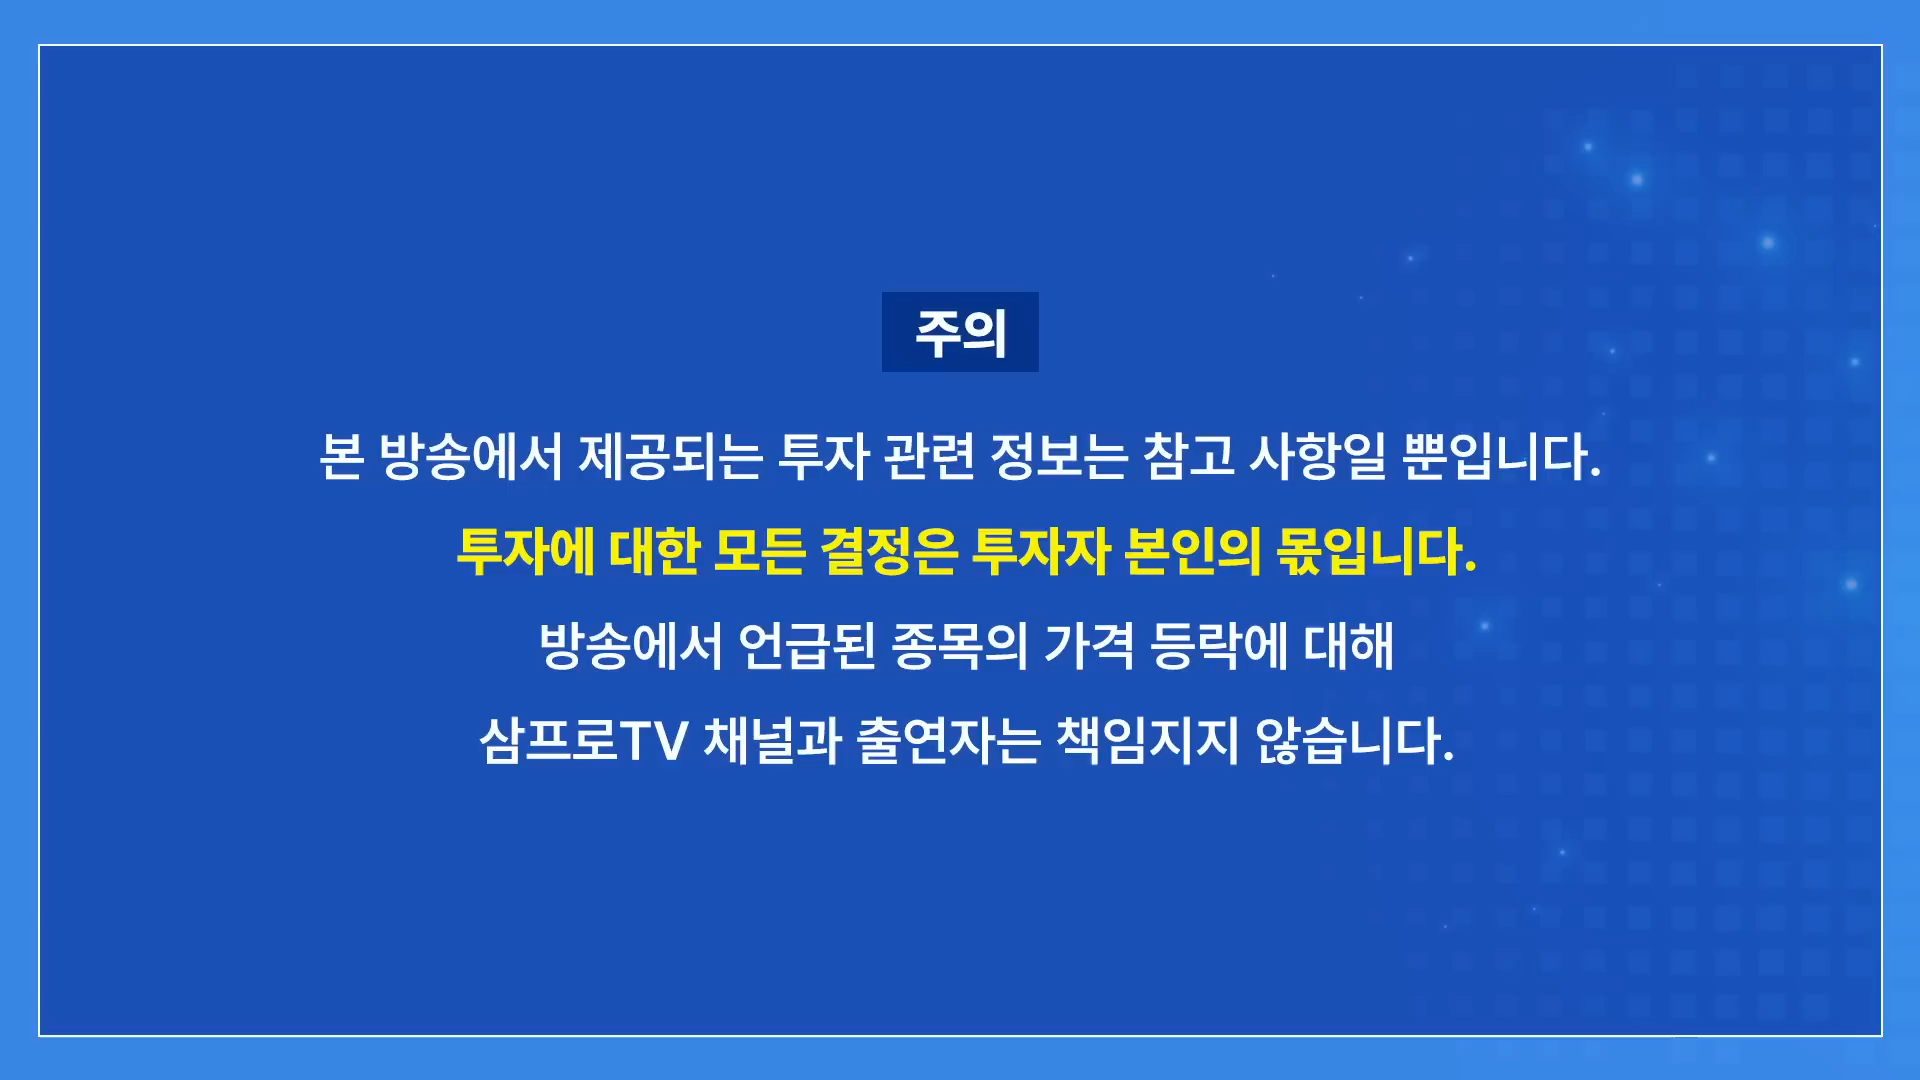 주의
본 방송에서 제공되는 투자 관련 정보는 참고 사항일 뿐입니다.
투자에 대한 모든 결정은 투자자 본인의 몫입니다.
방송에서 언급된 종목의 가격 등락에 대해
삼프로TV 채널과 출연자는 책임지지 않습니다.